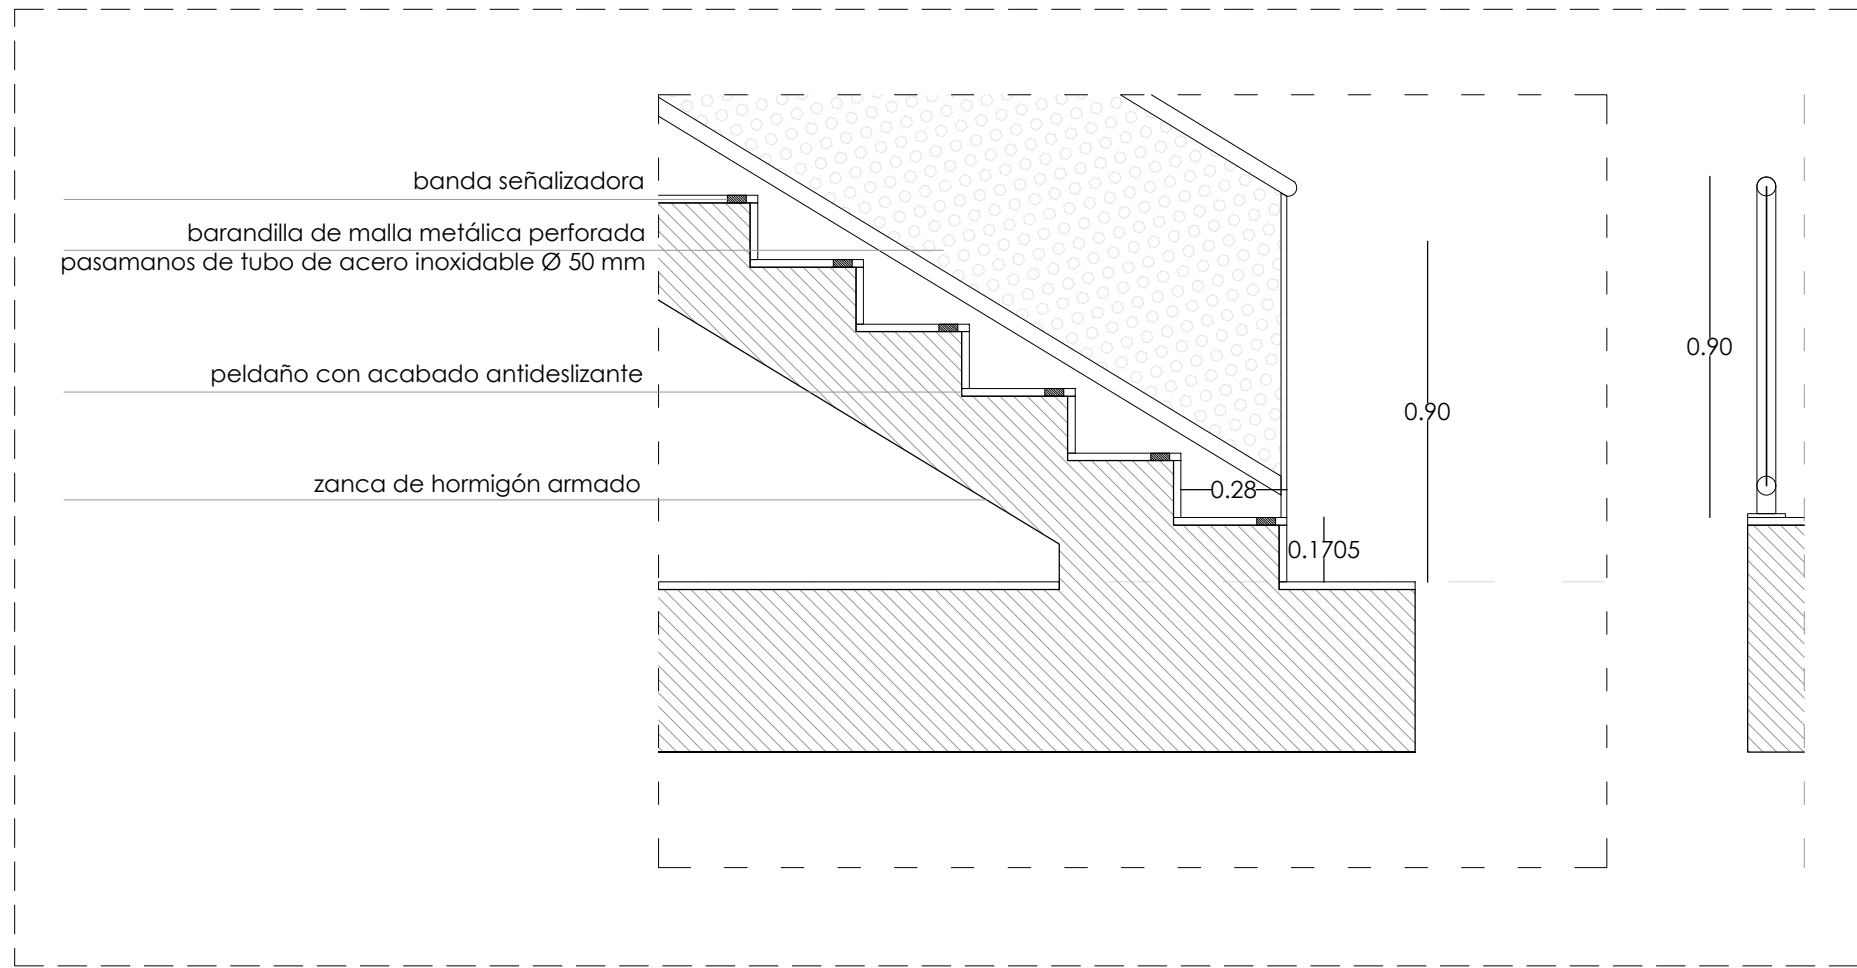 banda señalizadora
barandilla de malla metálica perforada
pasamanos de tubo de acero inoxidable Ø 50 mm
peldaño con acabado antideslizante
zanca de hormigón armado
0.28
0.1705
0.90
0.90